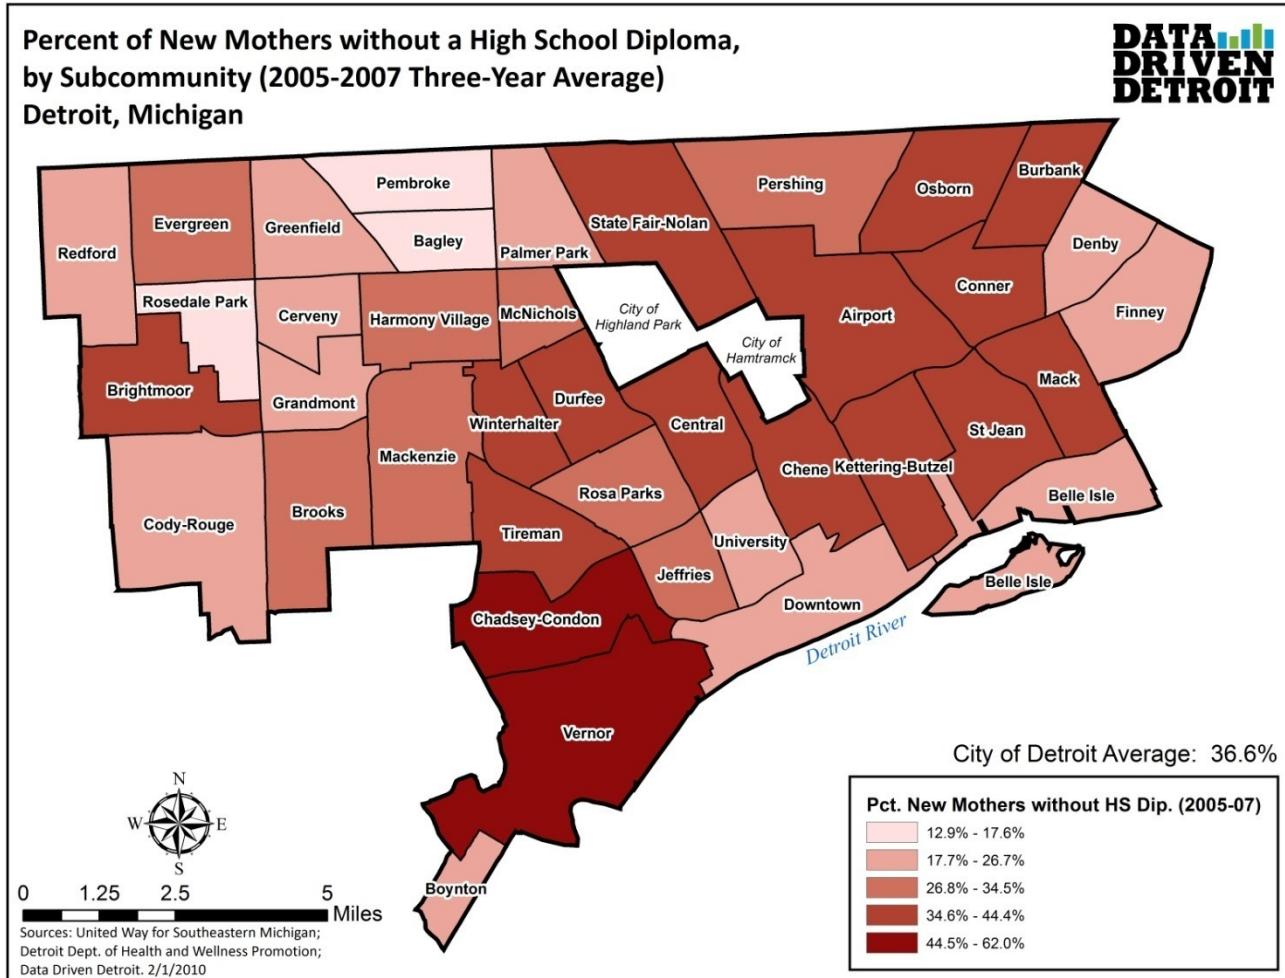 Percent of New Mothers without a High School Diploma,
by Subcommunity (2005-2007 Three-Year Average)
Detroit, Michigan
DATA
DRIVEN
DETROIT
Pembroke
Burbank
Pershing
Osborn
Evergreen
Greenfield
State Fair-Nolan
Bagley
Denby
Redford
Palmer Park
Conner
Rosedale Park
Cerveny
Harmony Village
McNichols
City of
Highland Park
Airport
Finney
City of
Hamtramck
Mack
Brightmoor
Grandmont
Durfee
Winterhalter
Central
St Jean
Mackenzie
Chene
Kettering-Butzel
Rosa Parks
Belle Isle
Cody-Rouge
Brooks
Tireman
University
Jeffries
Belle Isle
Downtown
Chadsey-Condon
Detroit River
Vernor
Boynton
City of Detroit Average: 36.6%
Pct. New Mothers without HS Dip. (2005-07)
12.9% - 17.6%
17.7% - 26.7%
26.8% - 34.5%
34.6% - 44.4%
44.5% - 62.0%
N
W E
S
0 1.25 2.5 5
Miles
Sources: United Way for Southeastern Michigan;
Detroit Dept. of Health and Wellness Promotion;
Data Driven Detroit. 2/1/2010